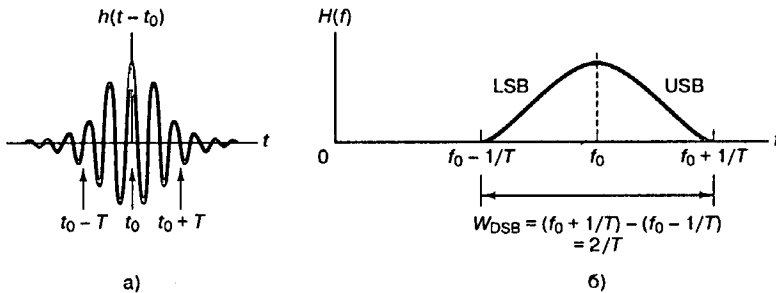 h(t – t₀)
t
t₀ – T
t₀
t₀ + T
а)
H(f)
LSB
USB
0
f₀ – 1/T
f₀
f₀ + 1/T
W_DSB = (f₀ + 1/T) – (f₀ – 1/T)
= 2/T
б)